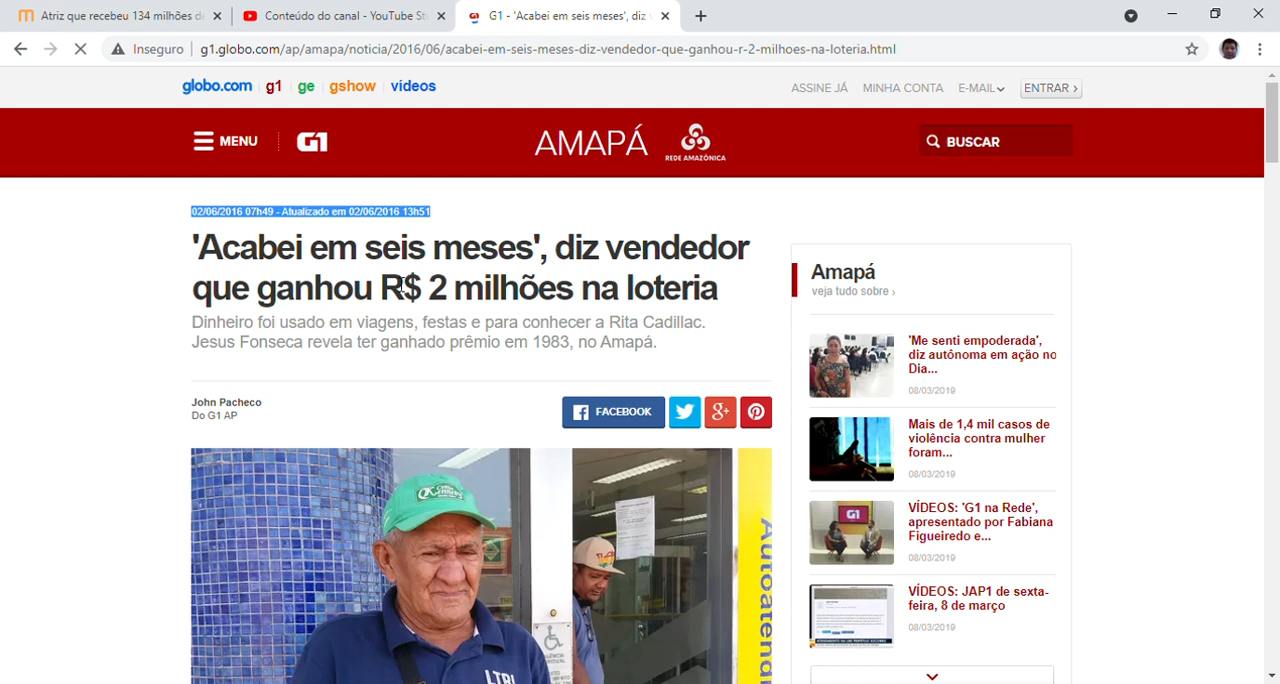 Atriz que recebeu 134 milhões de
Conteúdo do canal - YouTube St
G1 - 'Acabei em seis meses', diz
Inseguro
g1.globo.com/ap/amapa/noticia/2016/06/acabei-em-seis-meses-diz-vendedor-que-ganhou-r-2-milhoes-na-loteria.html
globo.com g1 ge gshow vídeos
ASSINE JÁ MINHA CONTA E-MAIL ENTRAR ›
MENU G1
AMAPÁ
REDE AMAZÔNICA
BUSCAR
02/06/2016 07h49 - Atualizado em 02/06/2016 13h51
'Acabei em seis meses', diz vendedor
que ganhou R$ 2 milhões na loteria
Dinheiro foi usado em viagens, festas e para conhecer a Rita Cadillac.
Jesus Fonseca revela ter ganhado prêmio em 1983, no Amapá.
John Pacheco
Do G1 AP
FACEBOOK
g+
Autoatend
LTRI
Amapá
veja tudo sobre ›
'Me senti empoderada',
diz autônoma em ação no
Dia...
08/03/2019
Mais de 1,4 mil casos de
violência contra mulher
foram...
08/03/2019
G1
VÍDEOS: 'G1 na Rede',
apresentado por Fabiana
Figueiredo e...
08/03/2019
VÍDEOS: JAP1 de sexta-
feira, 8 de março
08/03/2019